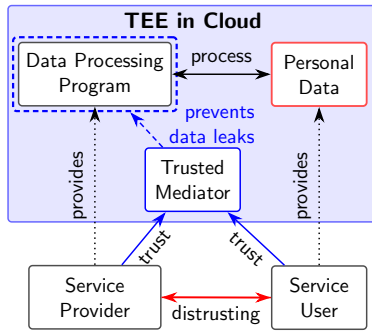 TEE in Cloud
Data Processing
Program
process
Personal
Data
prevents
data leaks
Trusted
Mediator
provides
provides
trust
trust
Service
Provider
distrusting
Service
User